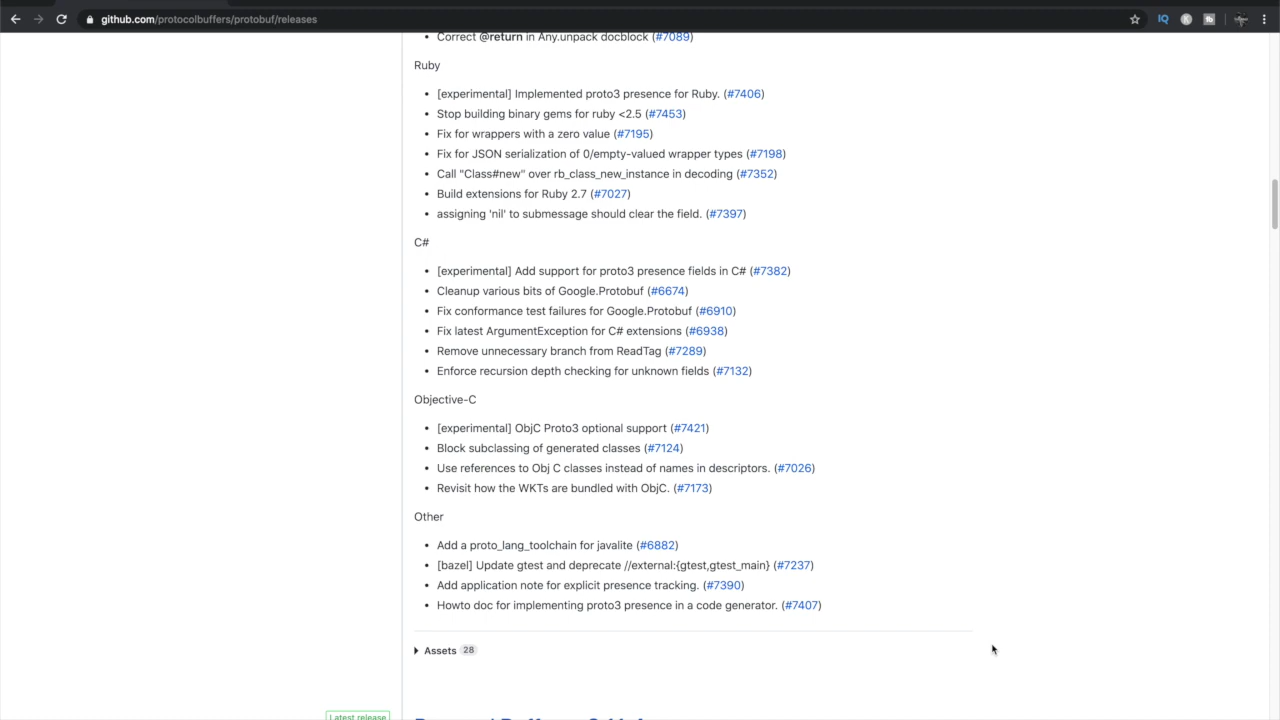 github.com/protocolbuffers/protobuf/releases
Correct @return in Any.unpack docblock (#7089)
Ruby
[experimental] Implemented proto3 presence for Ruby. (#7406)
Stop building binary gems for ruby <2.5 (#7453)
Fix for wrappers with a zero value (#7195)
Fix for JSON serialization of 0/empty-valued wrapper types (#7198)
Call "Class#new" over rb_class_new_instance in decoding (#7352)
Build extensions for Ruby 2.7 (#7027)
assigning 'nil' to submessage should clear the field. (#7397)
C#
[experimental] Add support for proto3 presence fields in C# (#7382)
Cleanup various bits of Google.Protobuf (#6674)
Fix conformance test failures for Google.Protobuf (#6910)
Fix latest ArgumentException for C# extensions (#6938)
Remove unnecessary branch from ReadTag (#7289)
Enforce recursion depth checking for unknown fields (#7132)
Objective-C
[experimental] ObjC Proto3 optional support (#7421)
Block subclassing of generated classes (#7124)
Use references to Obj C classes instead of names in descriptors. (#7026)
Revisit how the WKTs are bundled with ObjC. (#7173)
Other
Add a proto_lang_toolchain for javalite (#6882)
[bazel] Update gtest and deprecate //external:{gtest,gtest_main} (#7237)
Add application note for explicit presence tracking. (#7390)
Howto doc for implementing proto3 presence in a code generator. (#7407)
Assets 28
Latest release